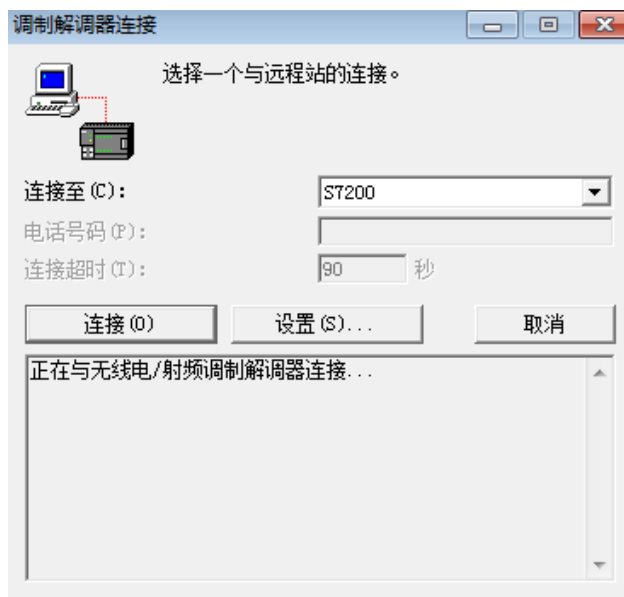 调制解调器连接
选择一个与远程站的连接。
连接至(C): S7200
电话号码(P):
连接超时(T): 90 秒
连接(O) 设置(S)... 取消
正在与无线电/射频调制解调器连接...